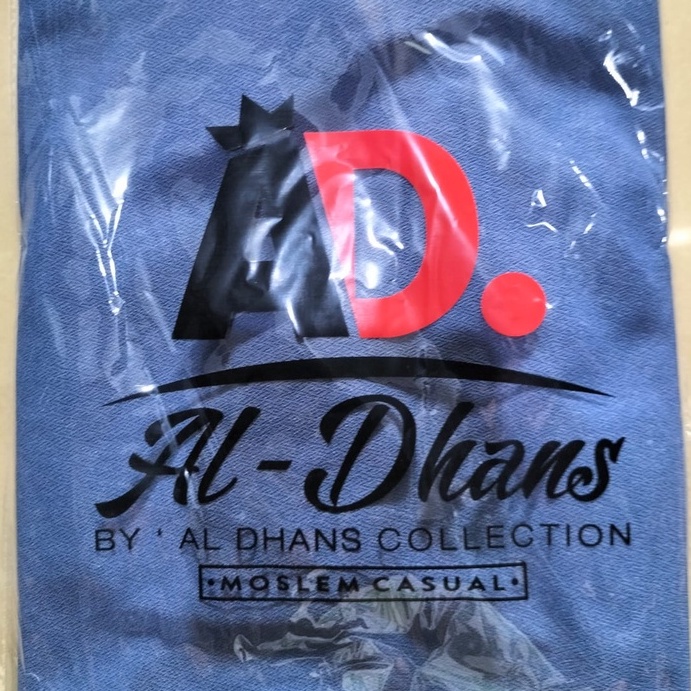 AD.
Al-Dhans
BY ' AL DHANS COLLECTION
•MOSLEM CASUAL•